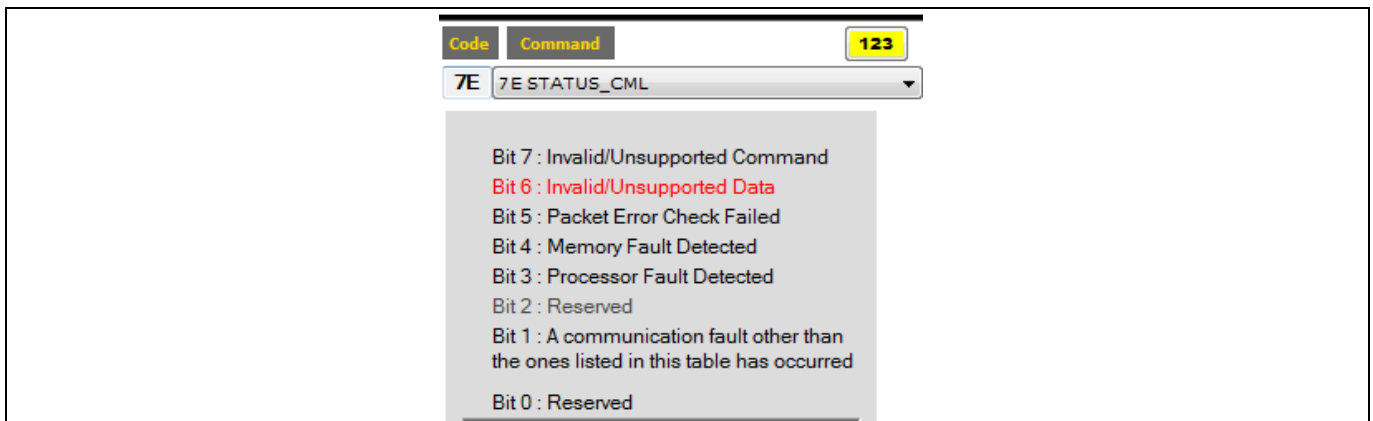 Code Command 123
7E 7E STATUS_CML
Bit 7 : Invalid/Unsupported Command
Bit 6 : Invalid/Unsupported Data
Bit 5 : Packet Error Check Failed
Bit 4 : Memory Fault Detected
Bit 3 : Processor Fault Detected
Bit 2 : Reserved
Bit 1 : A communication fault other than
the ones listed in this table has occurred
Bit 0 : Reserved